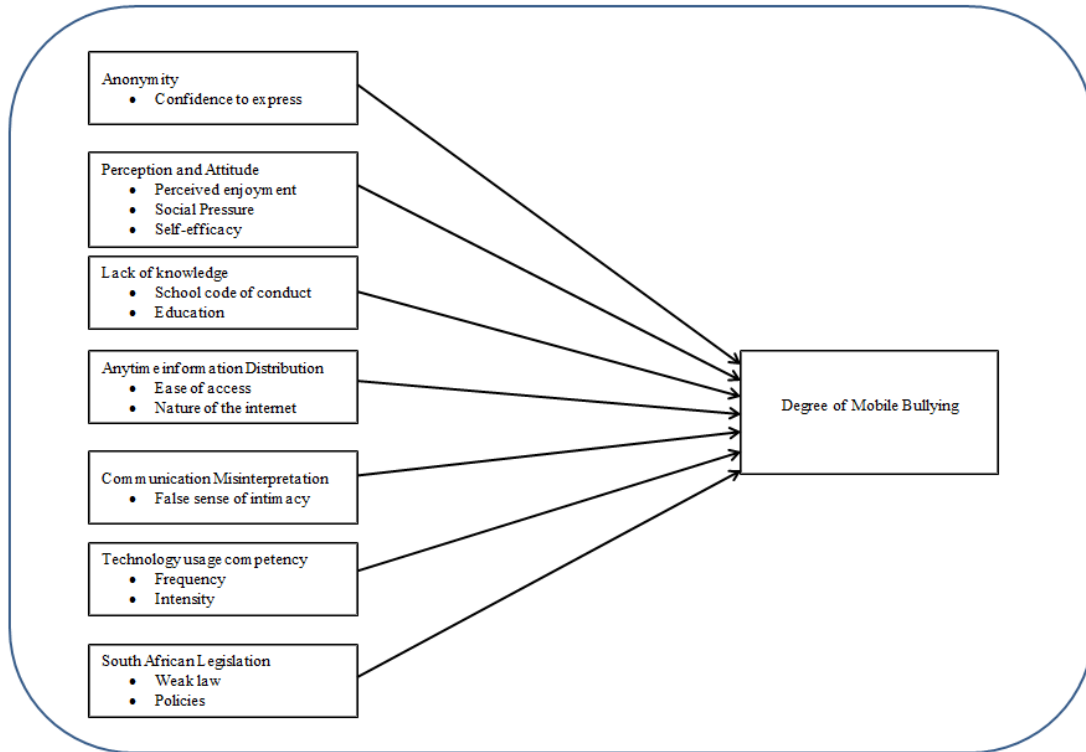 Anonymity
• Confidence to express
Perception and Attitude
• Perceived enjoyment
• Social Pressure
• Self-efficacy
Lack of knowledge
• School code of conduct
• Education
Anytime information Distribution
• Ease of access
• Nature of the internet
Communication Misinterpretation
• False sense of intimacy
Technology usage competency
• Frequency
• Intensity
South African Legislation
• Weak law
• Policies
Degree of Mobile Bullying